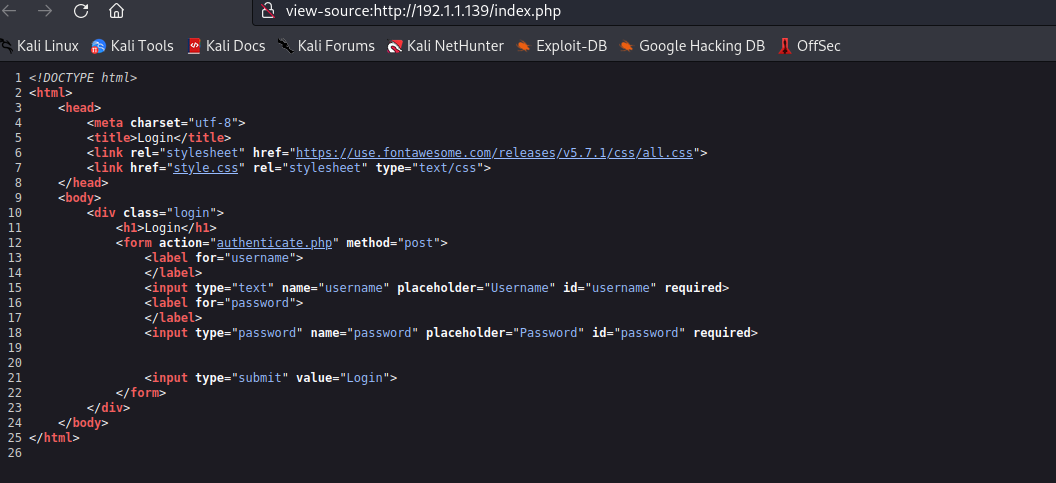 view-source:http://192.1.1.139/index.php
Kali Linux Kali Tools Kali Docs Kali Forums Kali NetHunter Exploit-DB Google Hacking DB OffSec
1 <!DOCTYPE html>
2 <html>
3     <head>
4         <meta charset="utf-8">
5         <title>Login</title>
6         <link rel="stylesheet" href="https://use.fontawesome.com/releases/v5.7.1/css/all.css">
7         <link href="style.css" rel="stylesheet" type="text/css">
8     </head>
9     <body>
10         <div class="login">
11             <h1>Login</h1>
12             <form action="authenticate.php" method="post">
13                 <label for="username">
14                 </label>
15                 <input type="text" name="username" placeholder="Username" id="username" required>
16                 <label for="password">
17                 </label>
18                 <input type="password" name="password" placeholder="Password" id="password" required>
19
20
21                 <input type="submit" value="Login">
22             </form>
23         </div>
24     </body>
25 </html>
26